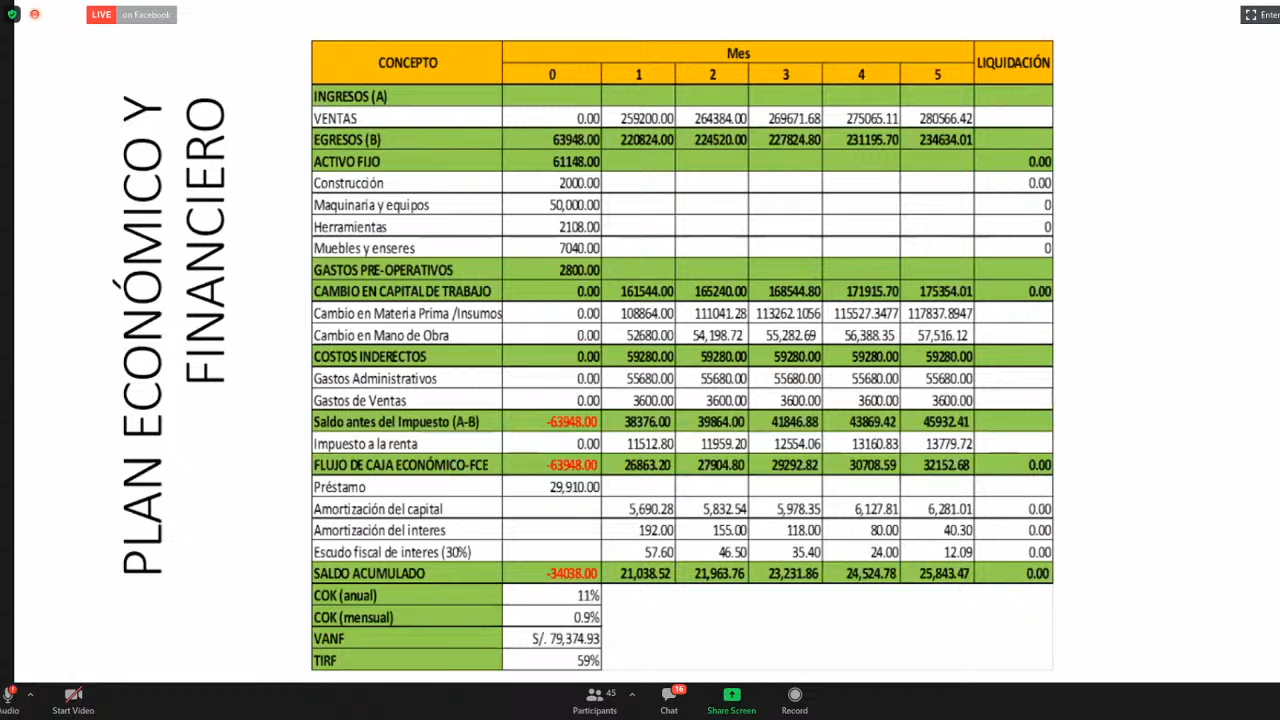 LIVE on Facebook
Enter
PLAN ECONÓMICO Y
FINANCIERO
CONCEPTO Mes LIQUIDACIÓN
0 1 2 3 4 5
INGRESOS (A)
VENTAS 0.00 259200.00 264384.00 269671.68 275065.11 280566.42
EGRESOS (B) 63948.00 220824.00 224520.00 227824.80 231195.70 234634.01
ACTIVO FIJO 61148.00 0.00
Construcción 2000.00 0.00
Maquinaria y equipos 50,000.00 0
Herramientas 2108.00 0
Muebles y enseres 7040.00 0
GASTOS PRE-OPERATIVOS 2800.00
CAMBIO EN CAPITAL DE TRABAJO 0.00 161544.00 165240.00 168544.80 171915.70 175354.01 0.00
Cambio en Materia Prima /Insumos 0.00 108864.00 111041.28 113262.1056 115527.3477 117837.8947
Cambio en Mano de Obra 0.00 52680.00 54,198.72 55,282.69 56,388.35 57,516.12
COSTOS INDERECTOS 0.00 59280.00 59280.00 59280.00 59280.00 59280.00
Gastos Administrativos 0.00 55680.00 55680.00 55680.00 55680.00 55680.00
Gastos de Ventas 0.00 3600.00 3600.00 3600.00 3600.00 3600.00
Saldo antes del Impuesto (A-B) -63948.00 38376.00 39864.00 41846.88 43869.42 45932.41
Impuesto a la renta 0.00 11512.80 11959.20 12554.06 13160.83 13779.72
FLUJO DE CAJA ECONÓMICO-FCE -63948.00 26863.20 27904.80 29292.82 30708.59 32152.68 0.00
Préstamo 29,910.00
Amortización del capital 5,690.28 5,832.54 5,978.35 6,127.81 6,281.01 0.00
Amortización del interes 192.00 155.00 118.00 80.00 40.30 0.00
Escudo fiscal de interes (30%) 57.60 46.50 35.40 24.00 12.09 0.00
SALDO ACUMULADO -34038.00 21,038.52 21,963.76 23,231.86 24,524.78 25,843.47 0.00
COK (anual) 11%
COK (mensual) 0.9%
VANF S/. 79,374.93
TIRF 59%
Audio Start Video Participants 45 Chat 16 Share Screen Record